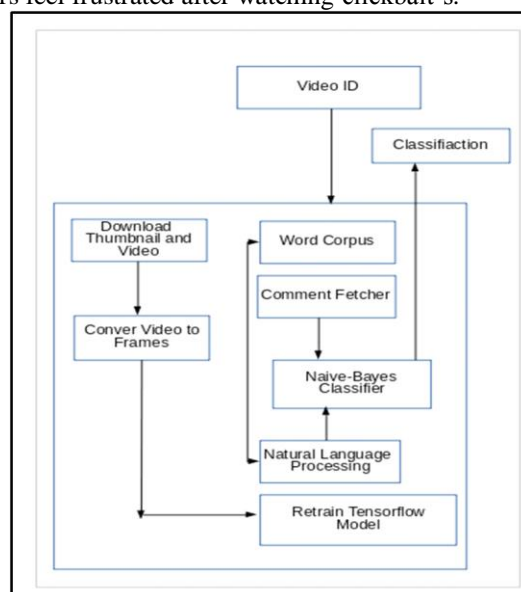 rs feel frustrated after watching clickbait's.
Video ID
Classifiaction
Download
Thumbnail and
Video
Word Corpus
Comment Fetcher
Conver Video to
Frames
Naive-Bayes
Classifier
Natural Language
Processing
Retrain Tensorflow
Model